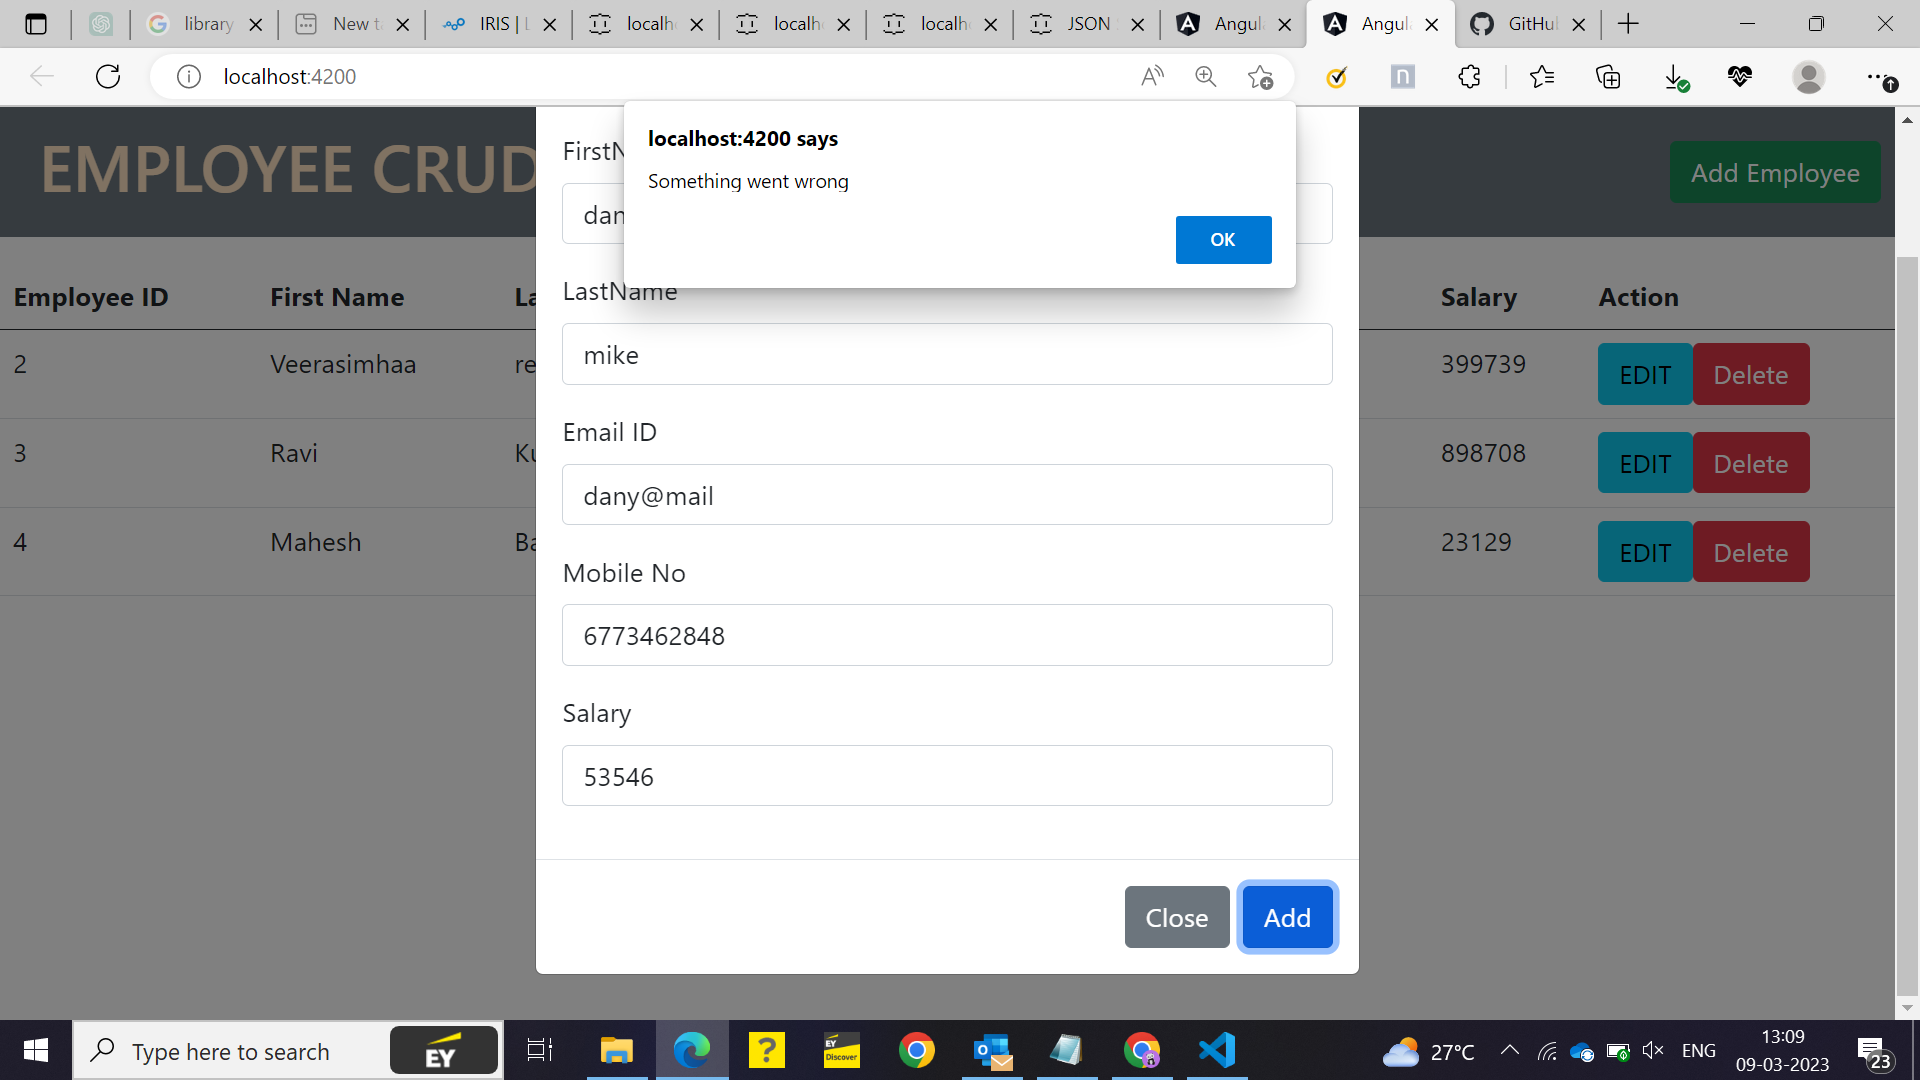 library
New t
IRIS | L
localh
localh
localh
JSON
Angula
Angula
GitHub
localhost:4200
localhost:4200 says
Something went wrong
OK
EMPLOYEE CRUD
Add Employee
FirstN
dan
LastName
mike
Email ID
dany@mail
Mobile No
6773462848
Salary
53546
Close
Add
Employee ID First Name La Salary Action
2 Veerasimhaa re 399739 EDIT Delete
3 Ravi Ku 898708 EDIT Delete
4 Mahesh Ba 23129 EDIT Delete
Type here to search
EY
EY Discover
27°C
ENG
13:09
09-03-2023
23